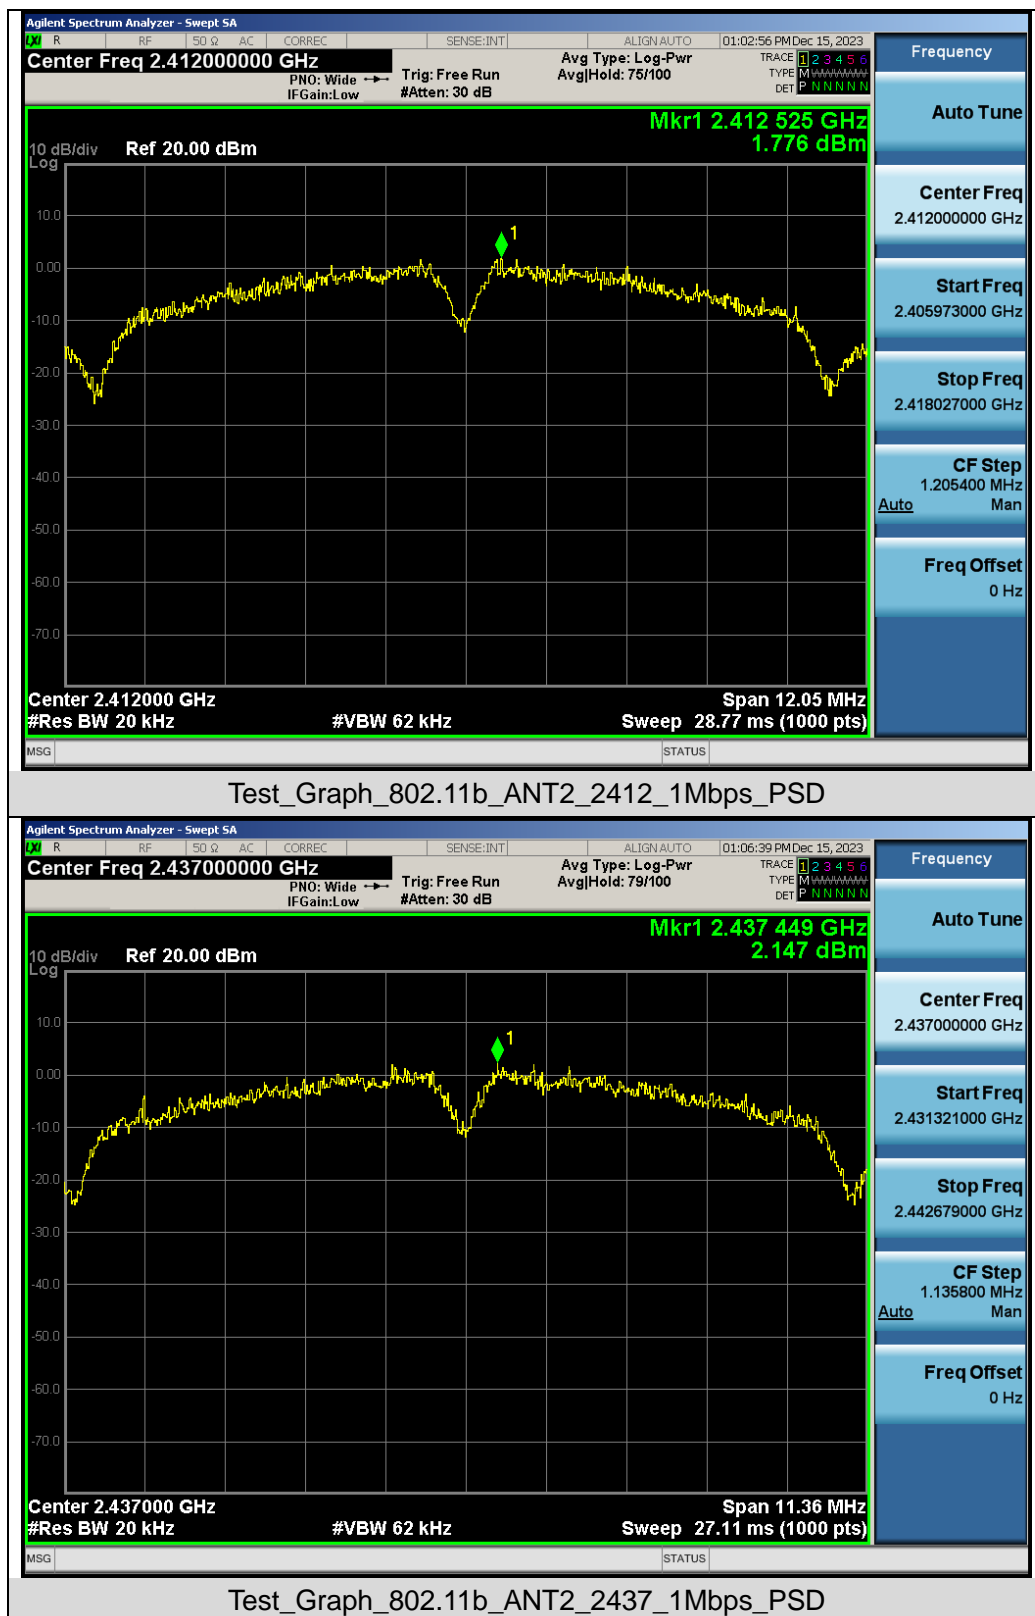 Agilent Spectrum Analyzer - Swept SA
LXI R RF 50 Ω AC CORREC SENSE:INT ALIGN AUTO 01:02:56 PM Dec 15, 2023
Center Freq 2.412000000 GHz
PNO: Wide
IFGain:Low
Trig: Free Run
#Atten: 30 dB
Avg Type: Log-Pwr
Avg|Hold: 75/100
TRACE 1 2 3 4 5 6
TYPE M
DET P N N N N N
Mkr1 2.412 525 GHz
1.776 dBm
10 dB/div Ref 20.00 dBm
Log
10.0
0.00
-10.0
-20.0
-30.0
-40.0
-50.0
-60.0
-70.0
1
Center 2.412000 GHz Span 12.05 MHz
#Res BW 20 kHz #VBW 62 kHz Sweep 28.77 ms (1000 pts)
MSG STATUS
Frequency
Auto Tune
Center Freq
2.412000000 GHz
Start Freq
2.405973000 GHz
Stop Freq
2.418027000 GHz
CF Step
1.205400 MHz
Auto Man
Freq Offset
0 Hz
Test_Graph_802.11b_ANT2_2412_1Mbps_PSD
Agilent Spectrum Analyzer - Swept SA
LXI R RF 50 Ω AC CORREC SENSE:INT ALIGN AUTO 01:06:39 PM Dec 15, 2023
Center Freq 2.437000000 GHz
PNO: Wide
IFGain:Low
Trig: Free Run
#Atten: 30 dB
Avg Type: Log-Pwr
Avg|Hold: 79/100
TRACE 1 2 3 4 5 6
TYPE M
DET P N N N N N
Mkr1 2.437 449 GHz
2.147 dBm
10 dB/div Ref 20.00 dBm
Log
10.0
0.00
-10.0
-20.0
-30.0
-40.0
-50.0
-60.0
-70.0
1
Center 2.437000 GHz Span 11.36 MHz
#Res BW 20 kHz #VBW 62 kHz Sweep 27.11 ms (1000 pts)
MSG STATUS
Frequency
Auto Tune
Center Freq
2.437000000 GHz
Start Freq
2.431321000 GHz
Stop Freq
2.442679000 GHz
CF Step
1.135800 MHz
Auto Man
Freq Offset
0 Hz
Test_Graph_802.11b_ANT2_2437_1Mbps_PSD